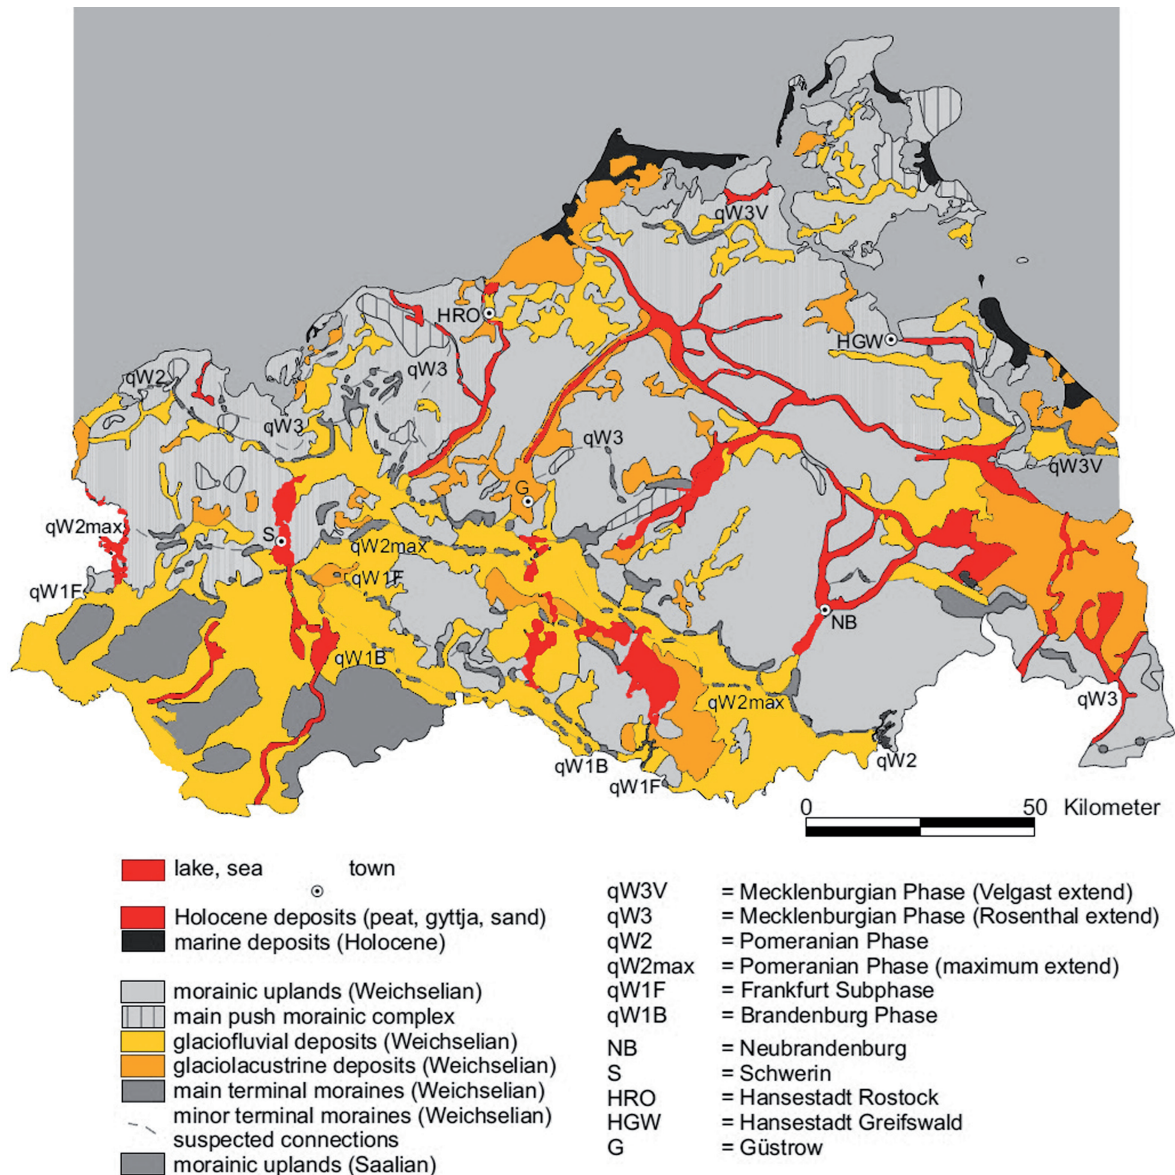 qW3V
HRO
HGW
qW2
qW3
qW3
qW3
qW3V
G
qW2max
S
qW2max
qW1F
qW1F
NB
qW1B
qW2max
qW3
qW1B
qW1F
qW2
0 50 Kilometer
lake, sea
town
Holocene deposits (peat, gyttja, sand)
marine deposits (Holocene)
morainic uplands (Weichselian)
main push morainic complex
glaciofluvial deposits (Weichselian)
glaciolacustrine deposits (Weichselian)
main terminal moraines (Weichselian)
minor terminal moraines (Weichselian)
suspected connections
morainic uplands (Saalian)
qW3V = Mecklenburgian Phase (Velgast extend)
qW3 = Mecklenburgian Phase (Rosenthal extend)
qW2 = Pomeranian Phase
qW2max = Pomeranian Phase (maximum extend)
qW1F = Frankfurt Subphase
qW1B = Brandenburg Phase
NB = Neubrandenburg
S = Schwerin
HRO = Hansestadt Rostock
HGW = Hansestadt Greifswald
G = Güstrow